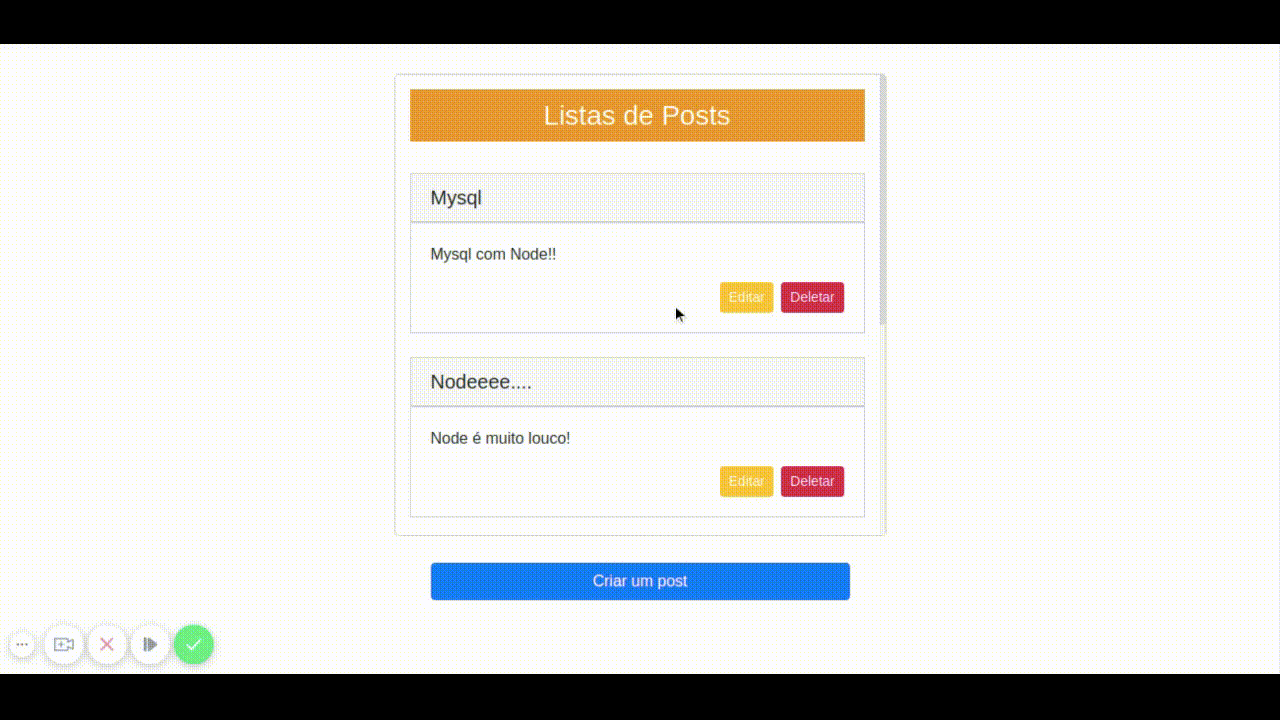 Listas de Posts
Mysql
Mysql com Node!!
Editar Deletar
Nodeeee....
Node é muito louco!
Editar Deletar
Criar um post